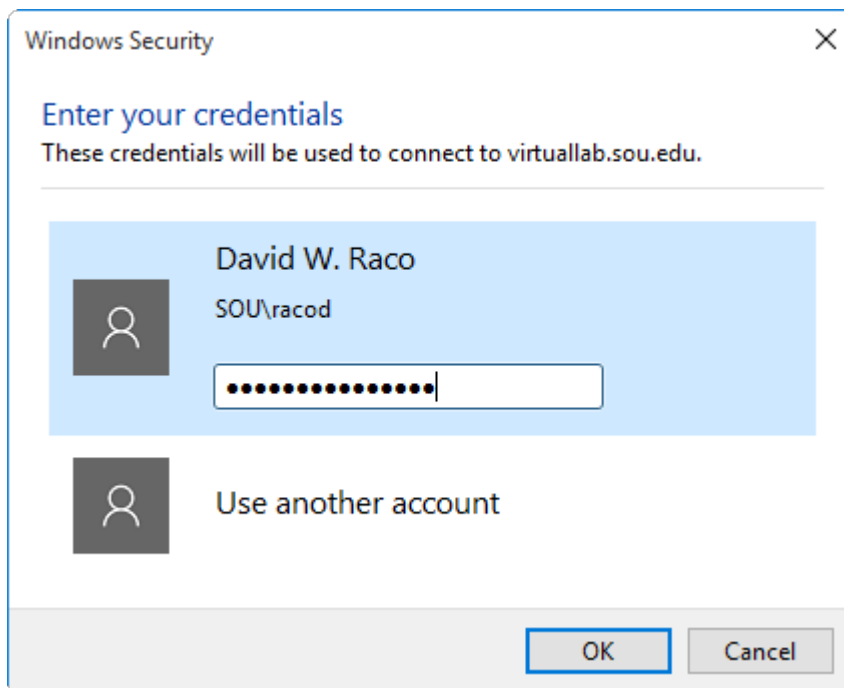 Windows Security
Enter your credentials
These credentials will be used to connect to virtuallab.sou.edu.
David W. Raco
SOU\racod
●●●●●●●●●●●●●●●
Use another account
OK
Cancel